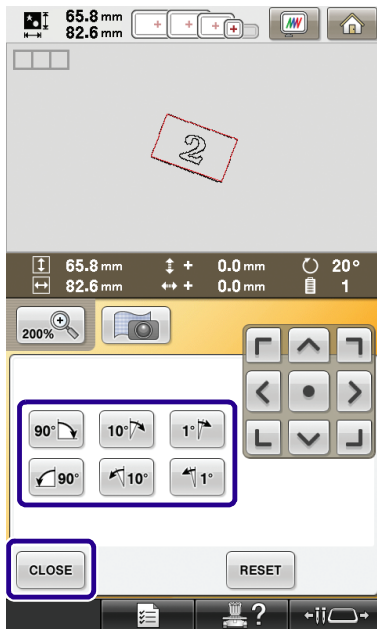 65.8 mm
82.6 mm
2
65.8 mm + 0.0 mm 20°
82.6 mm + 0.0 mm 1
200%
90° 10° 1°
90° 10° 1°
CLOSE RESET
?